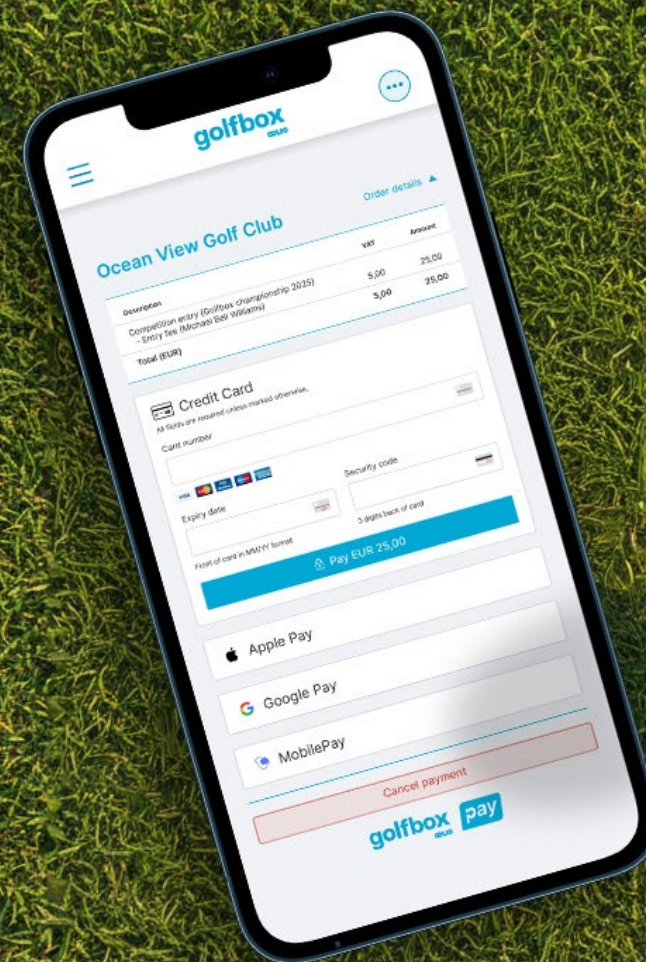 golfbox
Order details
Ocean View Golf Club
Description VAT Amount
Competition entry (Golfbox championship 2025) 5,00 25,00
- Entry fee (Michael Bell Williams)
Total (EUR) 5,00 25,00
Credit Card
All fields are required unless marked otherwise.
Card number
VISA
Expiry date Security code
Front of card in MM/YY format 3 digits back of card
Pay EUR 25,00
Apple Pay
Google Pay
MobilePay
Cancel payment
golfbox pay